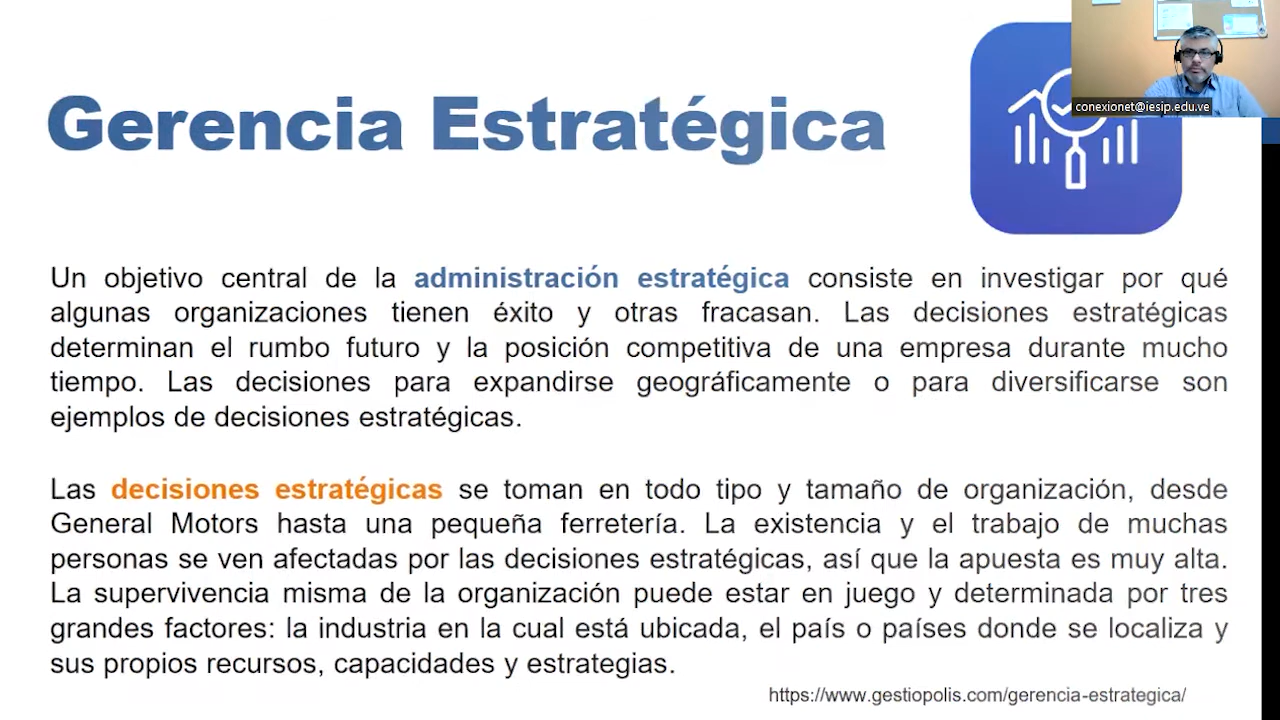 conexionet@iesip.edu.ve
Gerencia Estratégica
Un objetivo central de la administración estratégica consiste en investigar por qué
algunas organizaciones tienen éxito y otras fracasan. Las decisiones estratégicas
determinan el rumbo futuro y la posición competitiva de una empresa durante mucho
tiempo. Las decisiones para expandirse geográficamente o para diversificarse son
ejemplos de decisiones estratégicas.
Las decisiones estratégicas se toman en todo tipo y tamaño de organización, desde
General Motors hasta una pequeña ferretería. La existencia y el trabajo de muchas
personas se ven afectadas por las decisiones estratégicas, así que la apuesta es muy alta.
La supervivencia misma de la organización puede estar en juego y determinada por tres
grandes factores: la industria en la cual está ubicada, el país o países donde se localiza y
sus propios recursos, capacidades y estrategias.
https://www.gestiopolis.com/gerencia-estrategica/